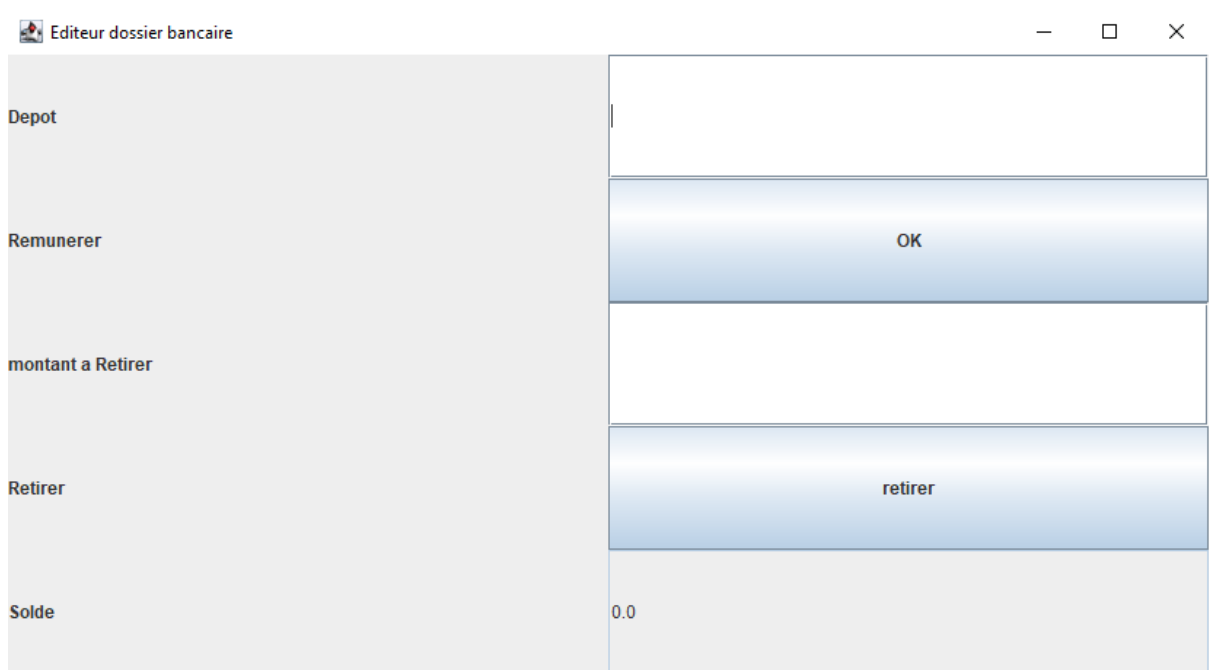 Editeur dossier bancaire
Depot
Remunerer OK
montant a Retirer
Retirer retirer
Solde 0.0